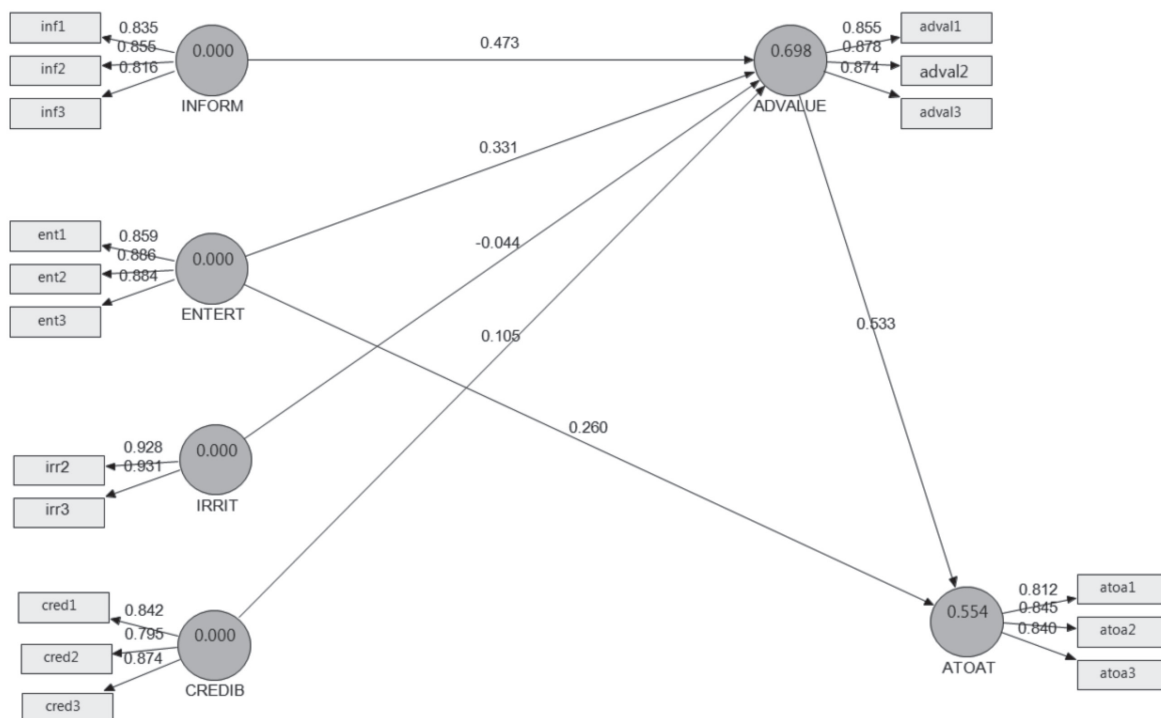 inf1
0.835
inf2
0.855
inf3
0.816
0.000
INFORM
0.473
0.698
ADVALUE
0.855
adval1
0.878
adval2
0.874
adval3
0.331
ent1
0.859
ent2
0.886
ent3
0.884
0.000
ENTERT
-0.044
0.105
0.533
0.260
irr2
0.928
irr3
0.931
0.000
IRRIT
cred1
0.842
cred2
0.795
cred3
0.874
0.000
CREDIB
0.554
ATOAT
0.812
atoa1
0.845
atoa2
0.840
atoa3